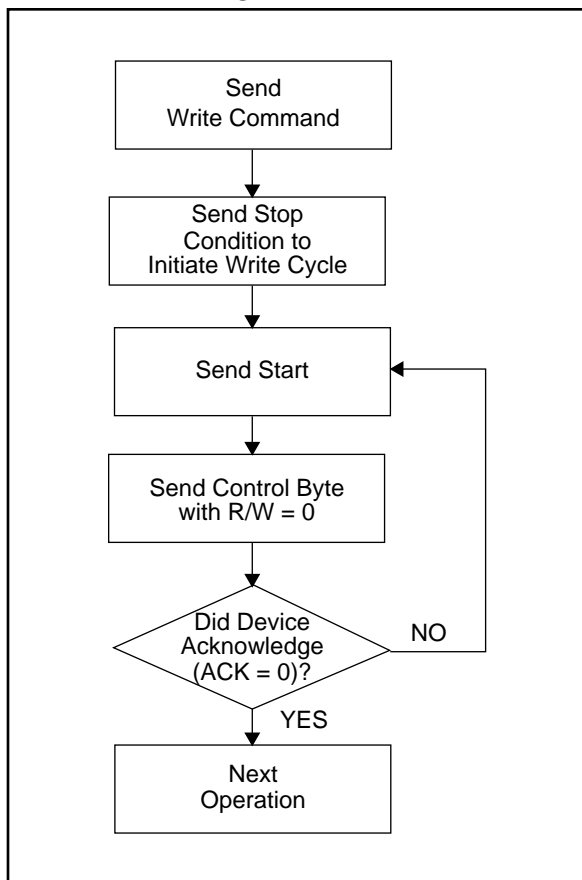 Send
Write Command
Send Stop
Condition to
Initiate Write Cycle
Send Start
Send Control Byte
with R/W = 0
Did Device
Acknowledge
(ACK = 0)?
NO
YES
Next
Operation